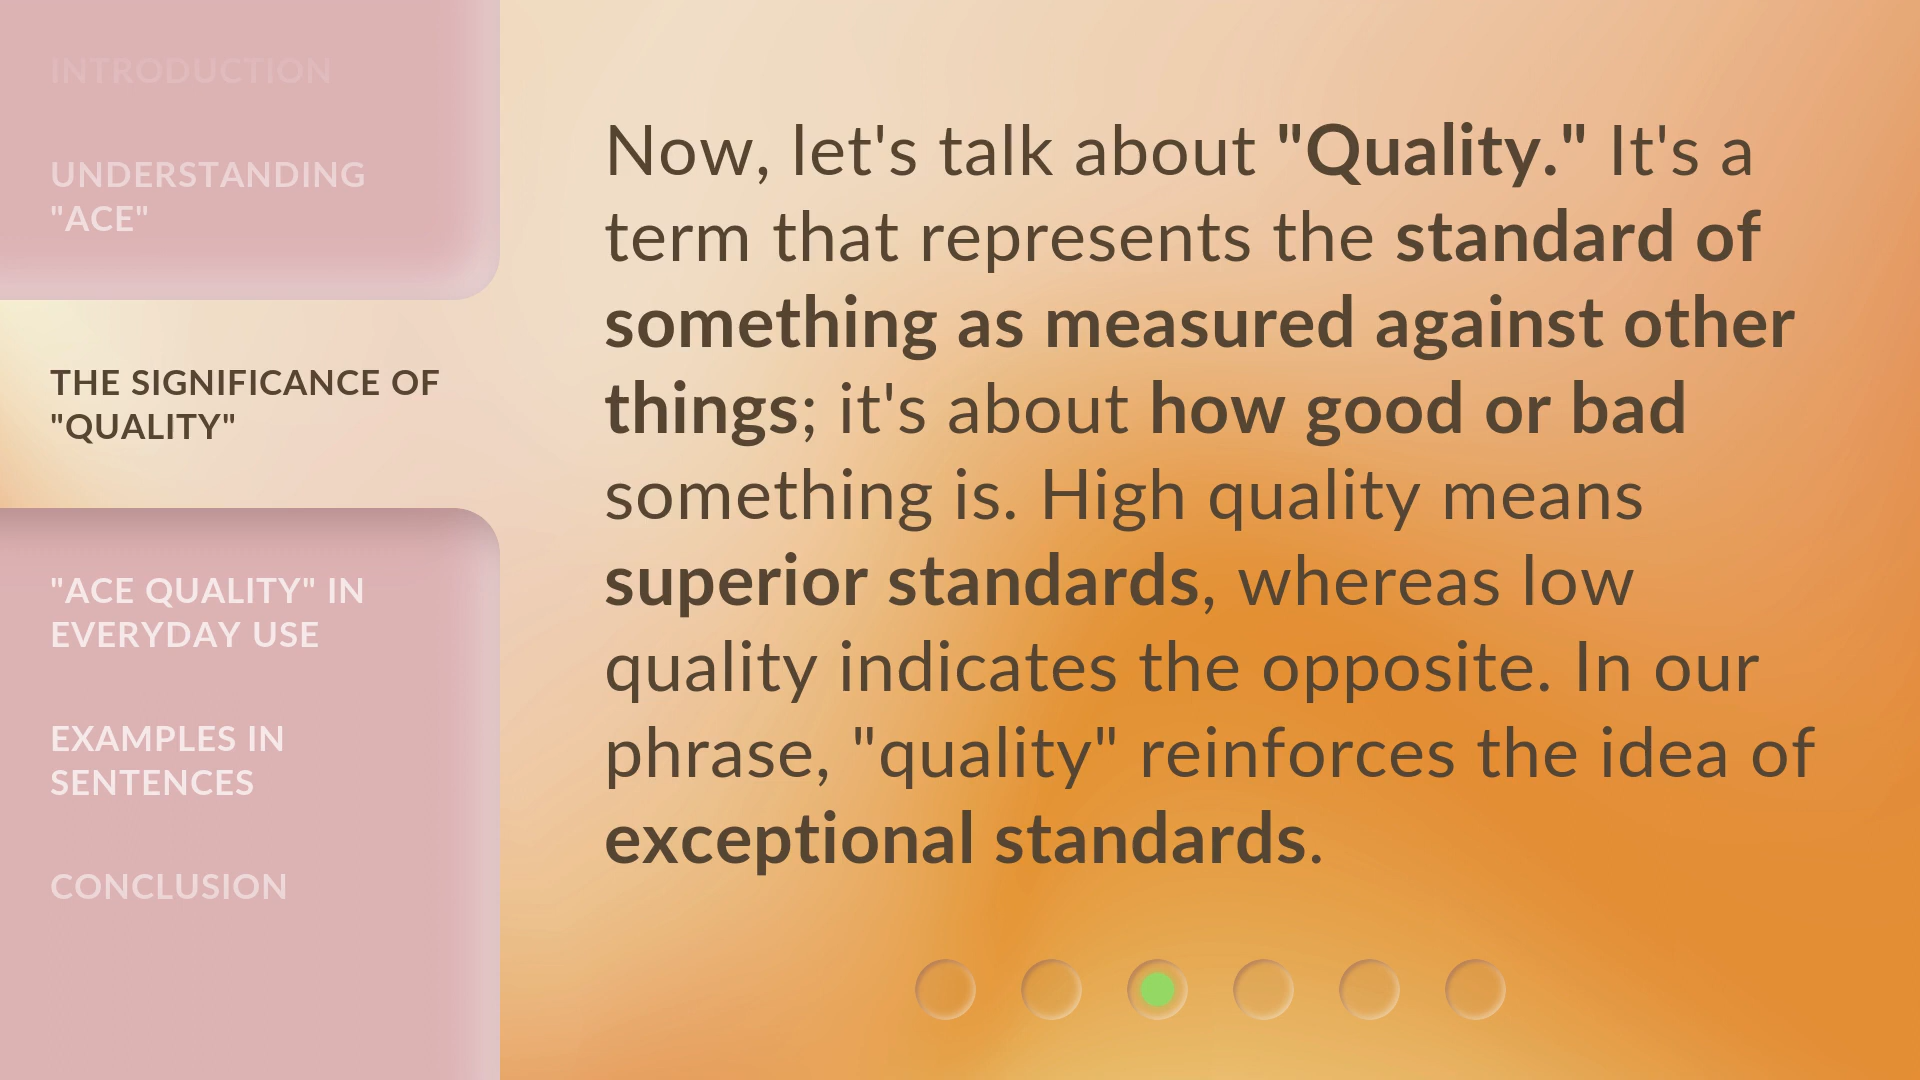 INTRODUCTION
UNDERSTANDING
"ACE"
THE SIGNIFICANCE OF
"QUALITY"
"ACE QUALITY" IN
EVERYDAY USE
EXAMPLES IN
SENTENCES
CONCLUSION
Now, let's talk about "Quality." It's a
term that represents the standard of
something as measured against other
things; it's about how good or bad
something is. High quality means
superior standards, whereas low
quality indicates the opposite. In our
phrase, "quality" reinforces the idea of
exceptional standards.